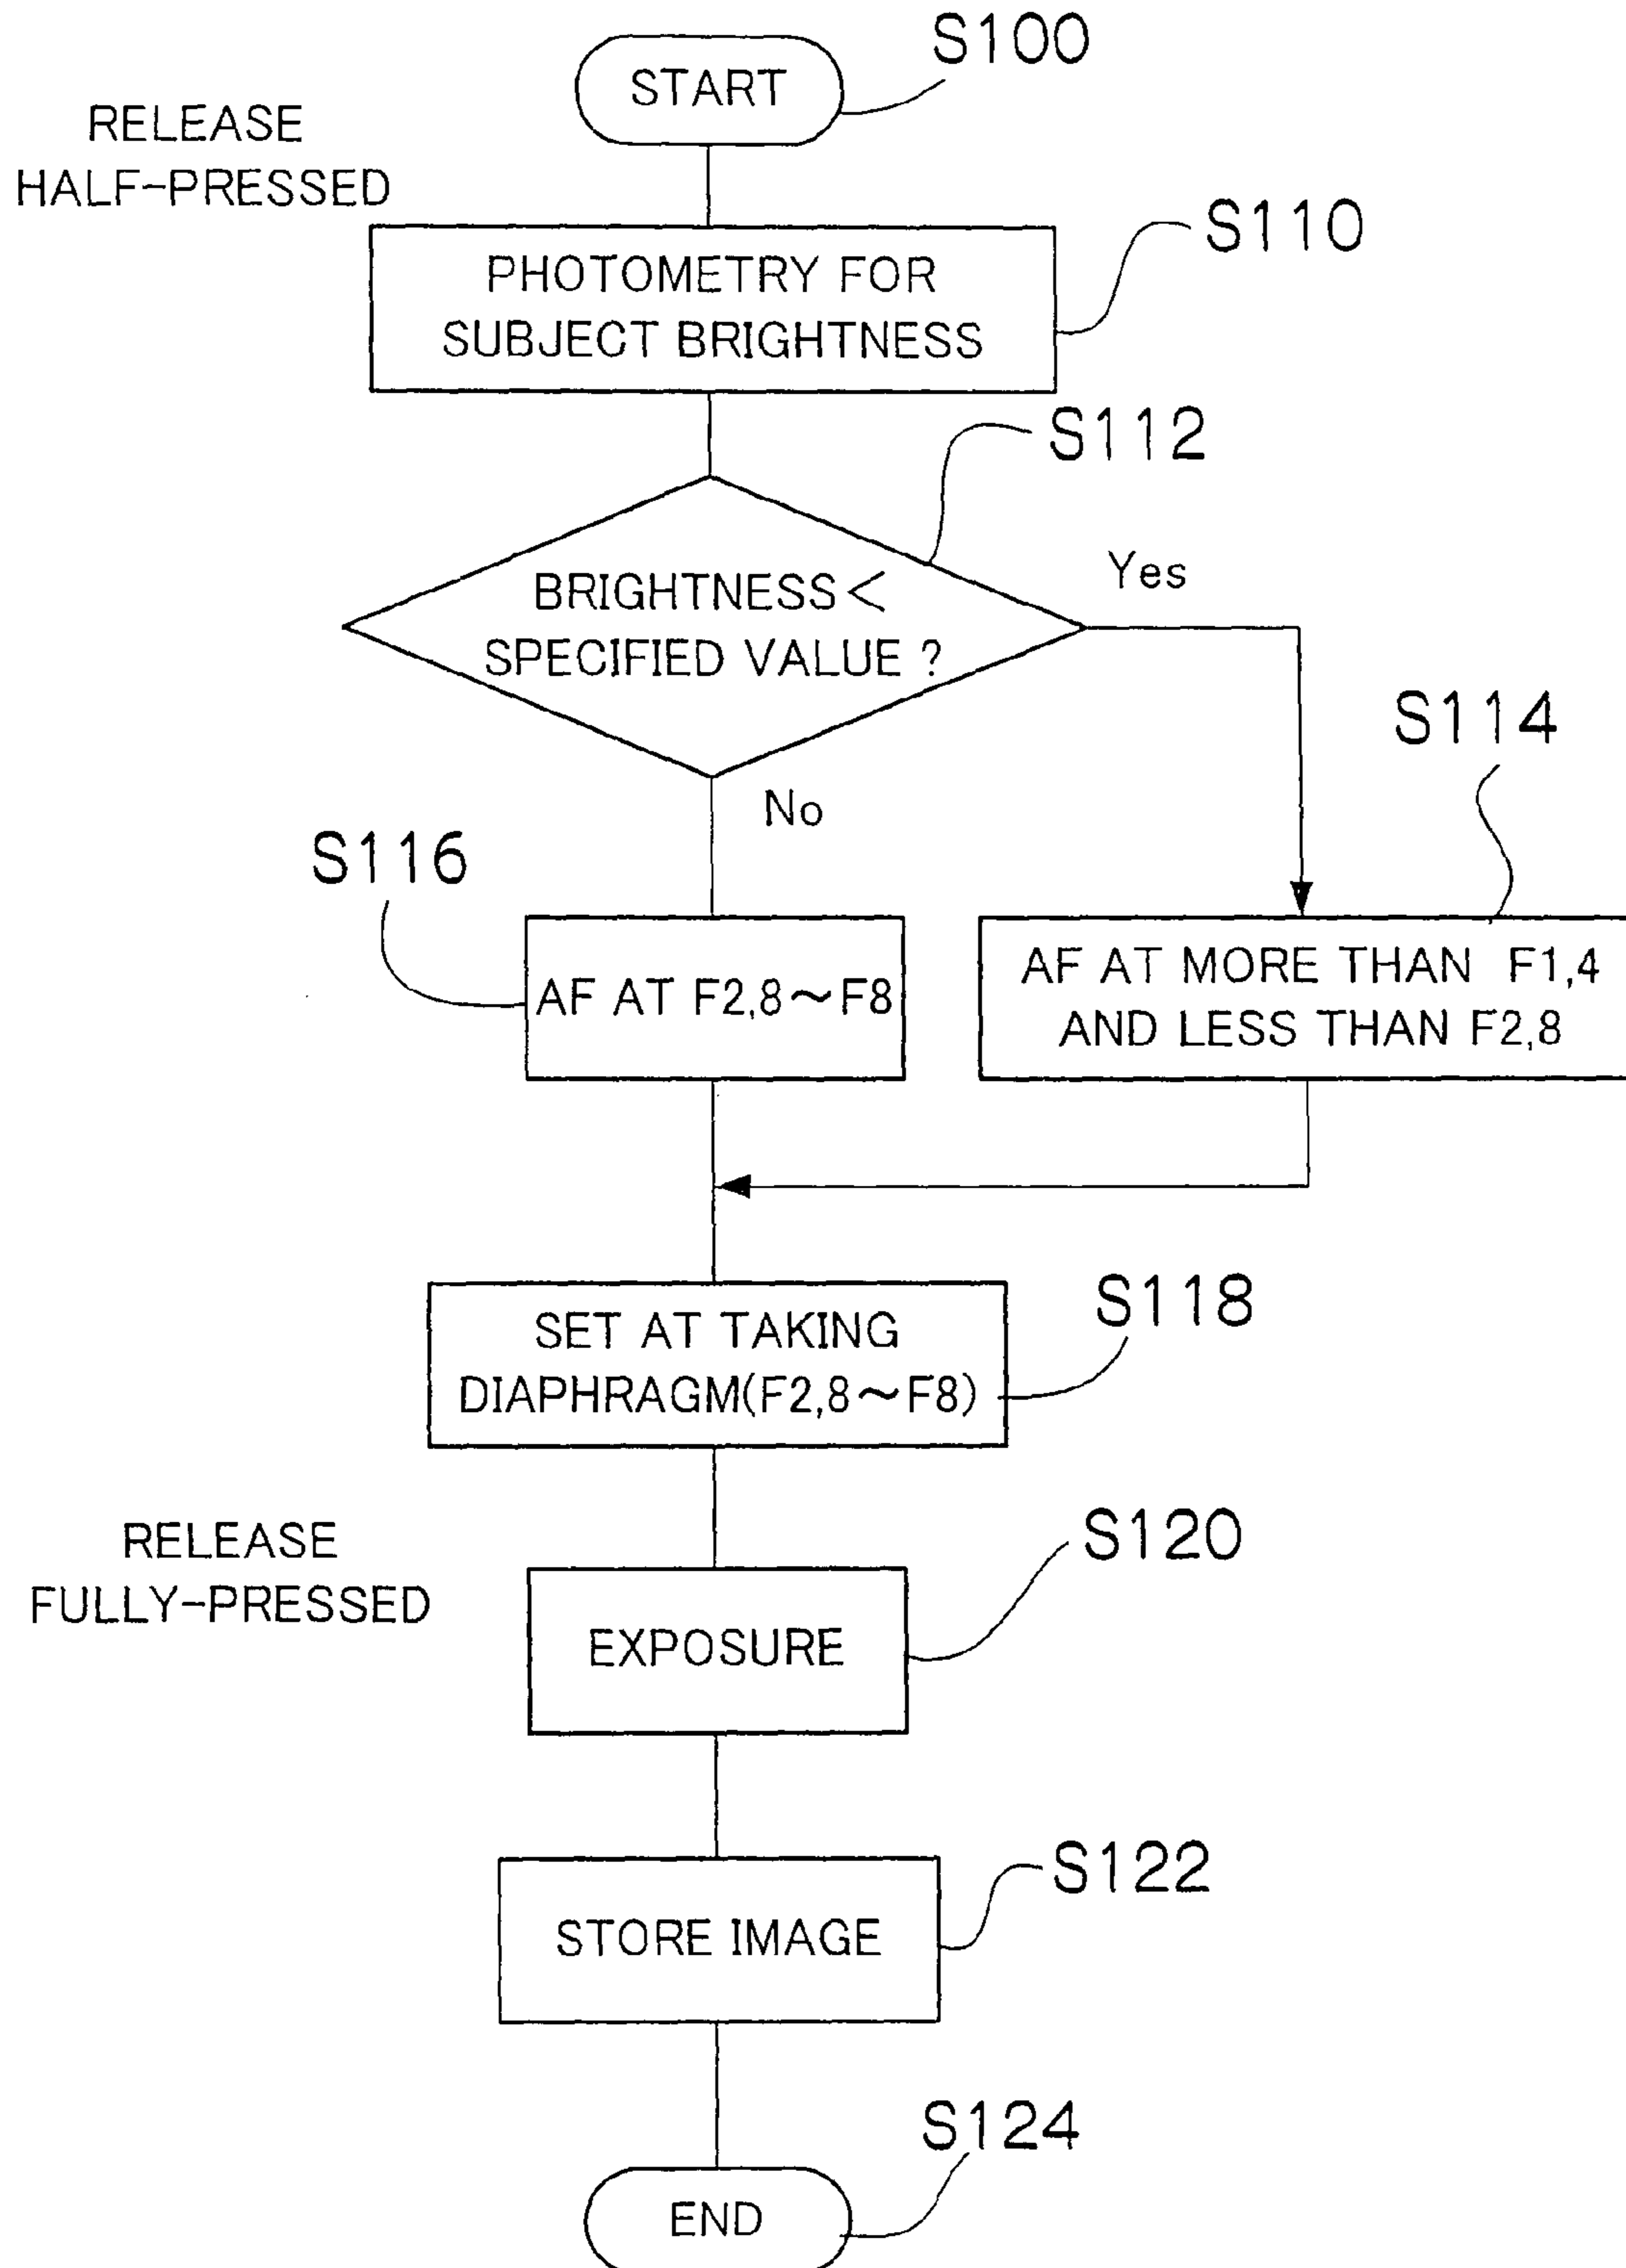 S100
START
RELEASE
HALF-PRESSED
S110
PHOTOMETRY FOR
SUBJECT BRIGHTNESS
S112
BRIGHTNESS<
SPECIFIED VALUE ?
Yes
No
S114
S116
AF AT F2,8~F8
AF AT MORE THAN F1,4
AND LESS THAN F2,8
S118
SET AT TAKING
DIAPHRAGM(F2,8~F8)
RELEASE
FULLY-PRESSED
S120
EXPOSURE
S122
STORE IMAGE
S124
END